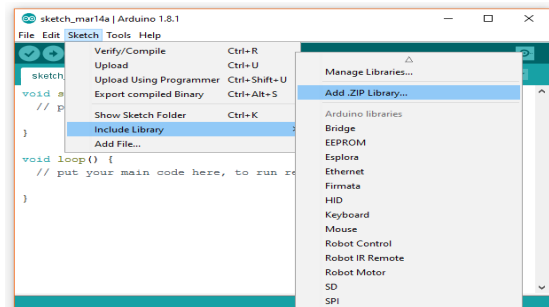 sketch_mar14a | Arduino 1.8.1
File Edit Sketch Tools Help
Verify/Compile Ctrl+R
Upload Ctrl+U
Upload Using Programmer Ctrl+Shift+U
Export compiled Binary Ctrl+Alt+S
Show Sketch Folder Ctrl+K
Include Library
Add File...
Manage Libraries...
Add .ZIP Library...
Arduino libraries
Bridge
EEPROM
Esplora
Ethernet
Firmata
HID
Keyboard
Mouse
Robot Control
Robot IR Remote
Robot Motor
SD
SPI
sketch_
void s
// p
}
void loop() {
// put your main code here, to run re
}